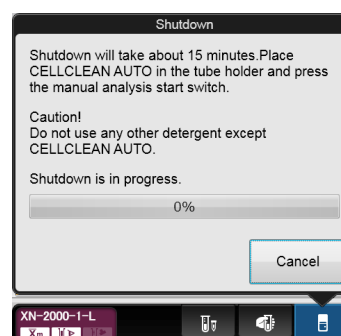 Shutdown
Shutdown will take about 15 minutes.Place
CELLCLEAN AUTO in the tube holder and press
the manual analysis start switch.
Caution!
Do not use any other detergent except
CELLCLEAN AUTO.
Shutdown is in progress.
0%
Cancel
XN-2000-1-L